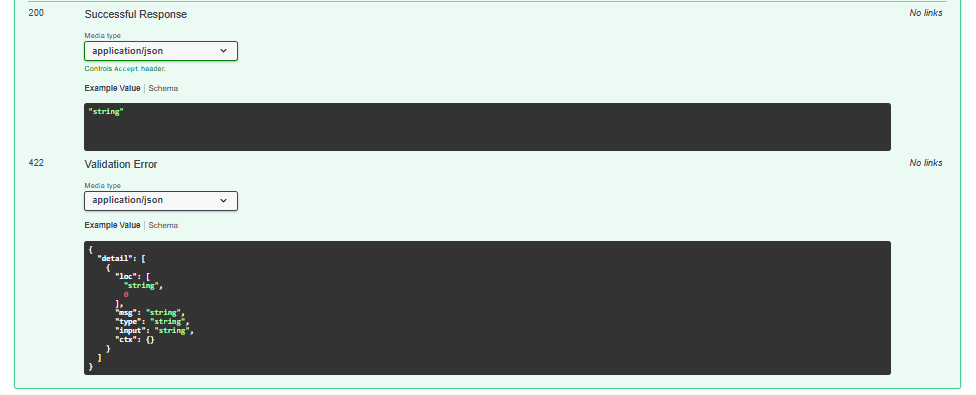 200 Successful Response No links
Media type
application/json
Controls Accept header.
Example Value | Schema
"string"
422 Validation Error No links
Media type
application/json
Example Value | Schema
{
  "detail": [
    {
      "loc": [
        "string",
        0
      ],
      "msg": "string",
      "type": "string",
      "input": "string",
      "ctx": {}
    }
  ]
}